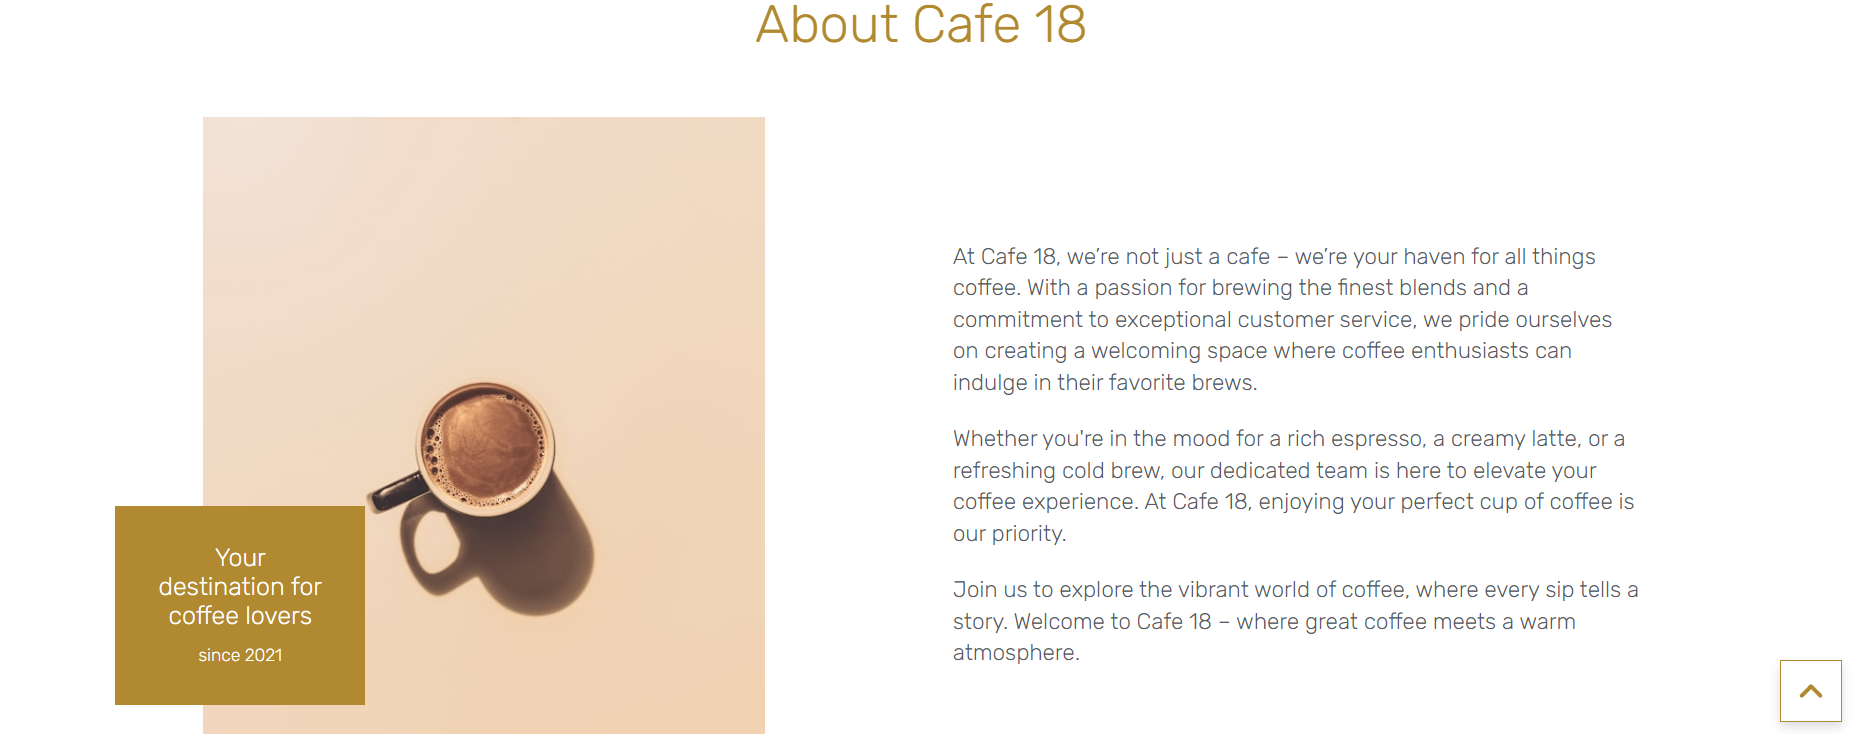 About Cafe 18
Your
destination for
coffee lovers
since 2021
At Cafe 18, we’re not just a cafe – we’re your haven for all things
coffee. With a passion for brewing the finest blends and a
commitment to exceptional customer service, we pride ourselves
on creating a welcoming space where coffee enthusiasts can
indulge in their favorite brews.
Whether you're in the mood for a rich espresso, a creamy latte, or a
refreshing cold brew, our dedicated team is here to elevate your
coffee experience. At Cafe 18, enjoying your perfect cup of coffee is
our priority.
Join us to explore the vibrant world of coffee, where every sip tells a
story. Welcome to Cafe 18 – where great coffee meets a warm
atmosphere.